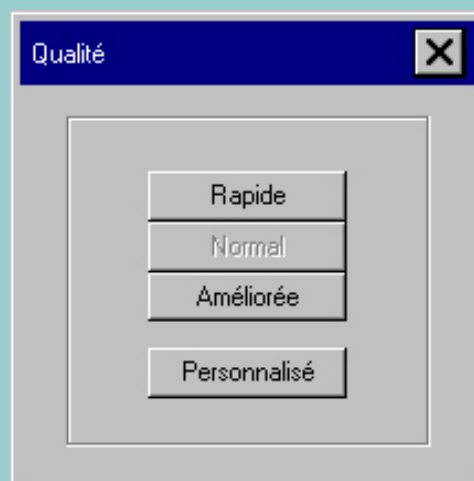 Qualité
Rapide
Normal
Améliorée
Personnalisé